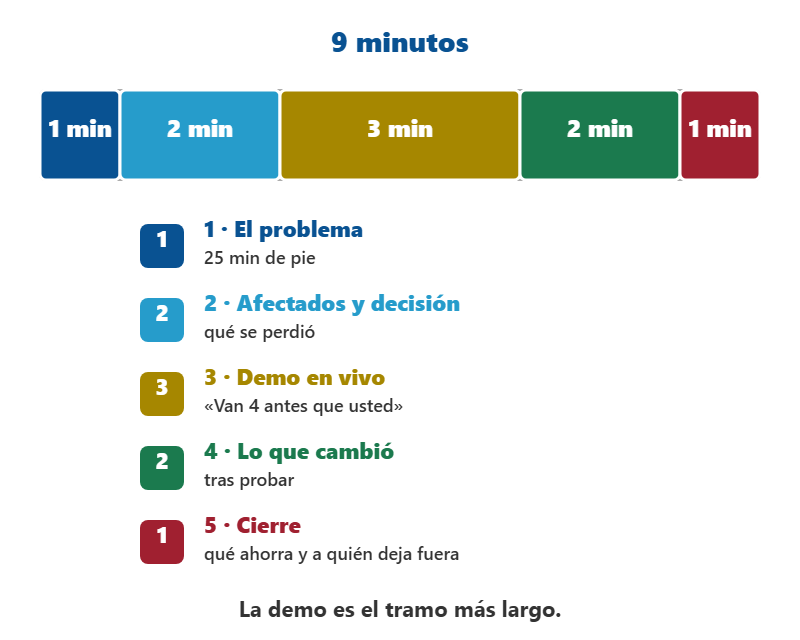 9 minutos
1 min 2 min 3 min 2 min 1 min
1
1 · El problema
25 min de pie
2
2 · Afectados y decisión
qué se perdió
3
3 · Demo en vivo
«Van 4 antes que usted»
2
4 · Lo que cambió
tras probar
1
5 · Cierre
qué ahorra y a quién deja fuera
La demo es el tramo más largo.